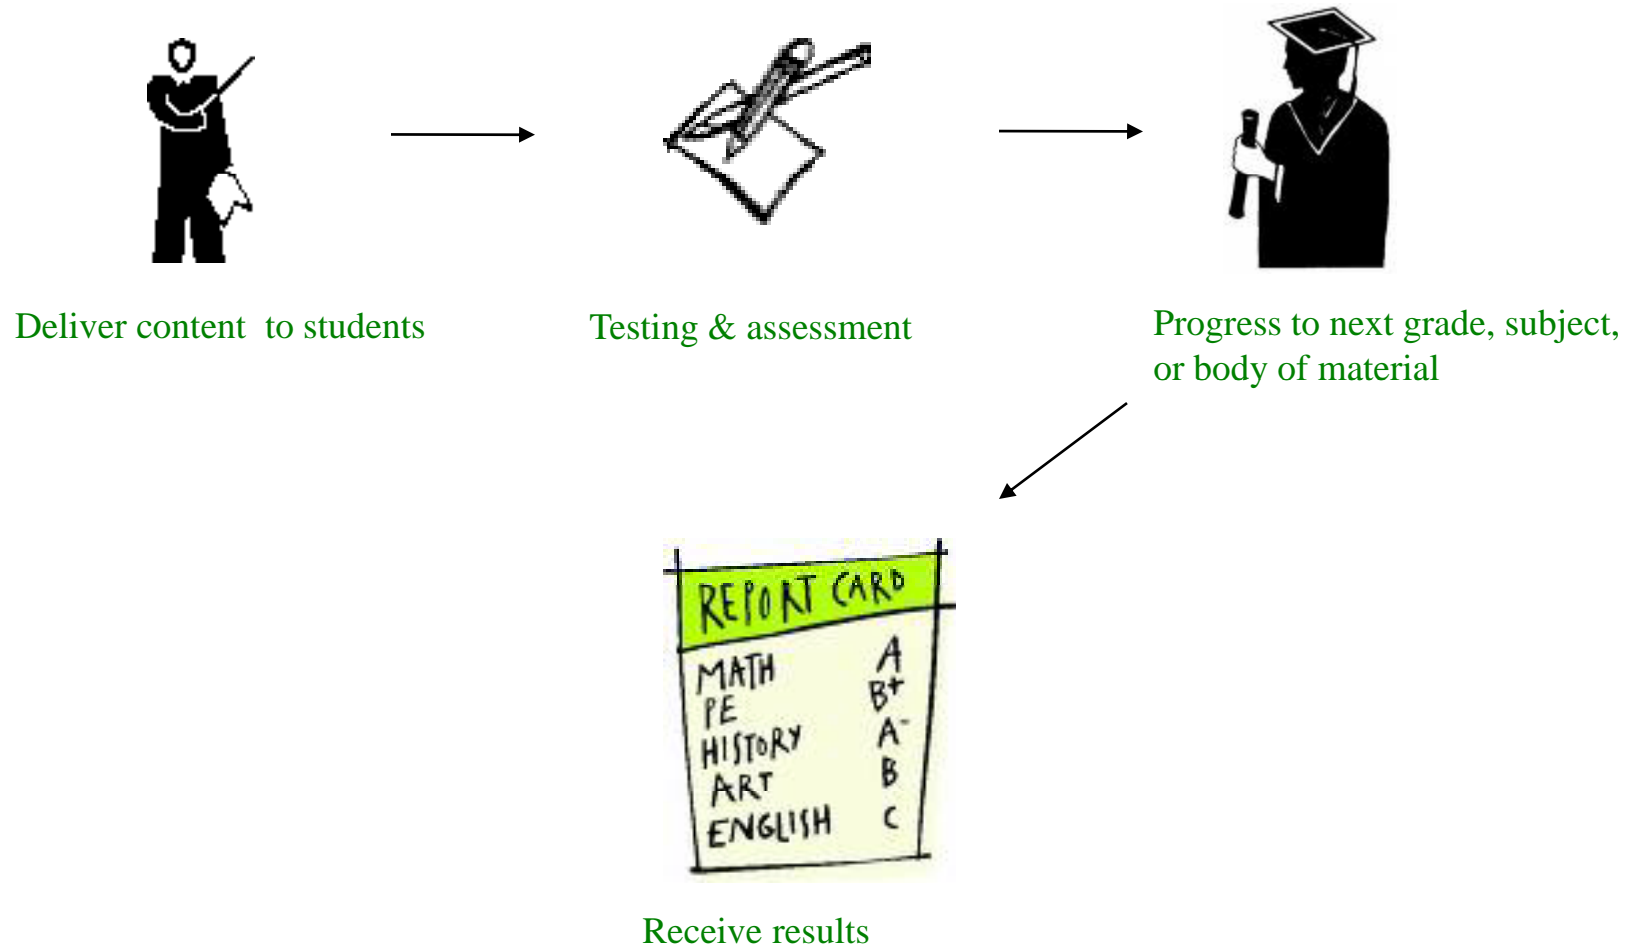 Deliver content  to students
Testing & assessment
Progress to next grade, subject,
or body of material
REPORT CARD
MATH A
PE B+
HISTORY A-
ART B
ENGLISH C
Receive results